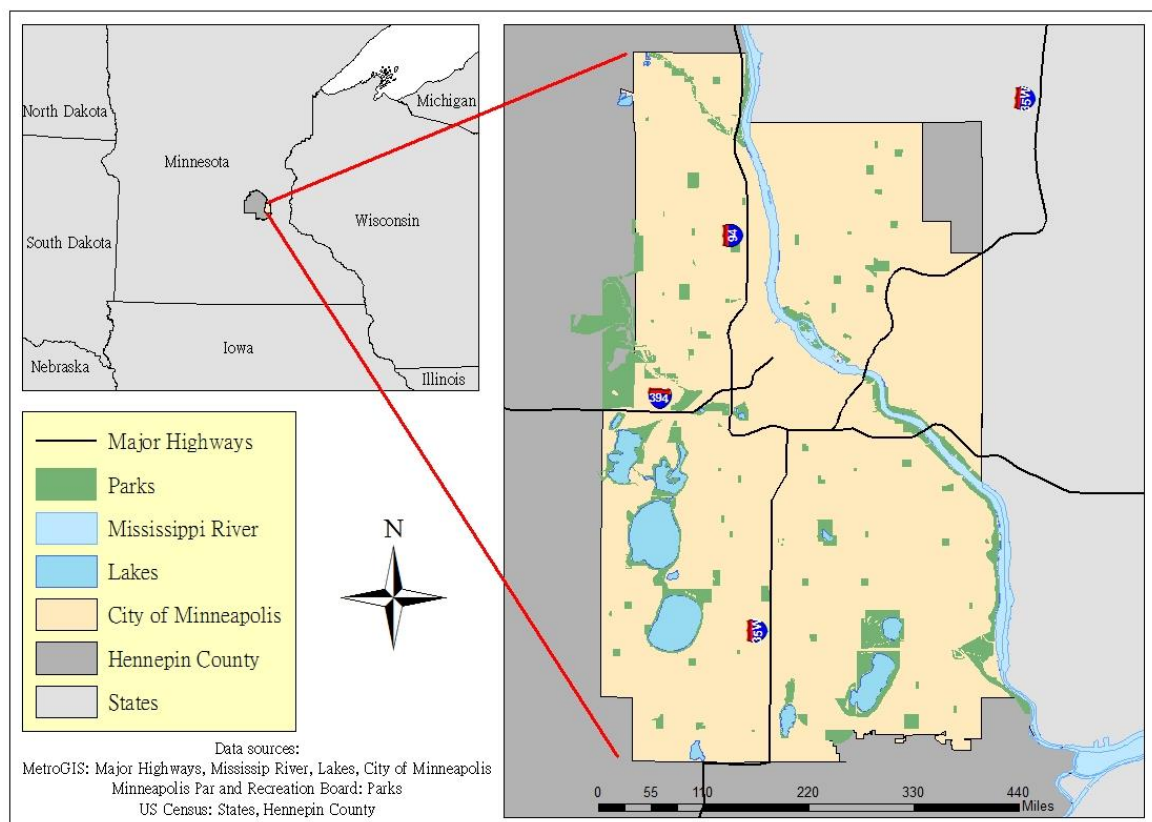 North Dakota
Minnesota
Michigan
South Dakota
Wisconsin
Nebraska
Iowa
Illinois
Major Highways
Parks
Mississippi River
Lakes
City of Minneapolis
Hennepin County
States
N
Data sources:
MetroGIS: Major Highways, Mississip River, Lakes, City of Minneapolis
Minneapolis Par and Recreation Board: Parks
US Census: States, Hennepin County
35W
94
394
35W
0 55 110 220 330 440
Miles